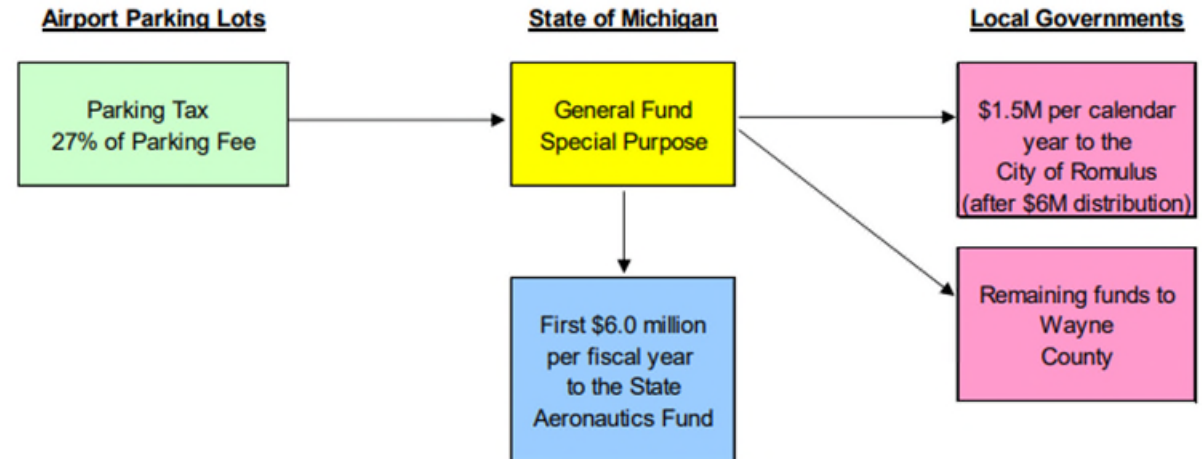 Airport Parking Lots
State of Michigan
Local Governments
Parking Tax
27% of Parking Fee
General Fund
Special Purpose
$1.5M per calendar
year to the
City of Romulus
(after $6M distribution)
First $6.0 million
per fiscal year
to the State
Aeronautics Fund
Remaining funds to
Wayne
County